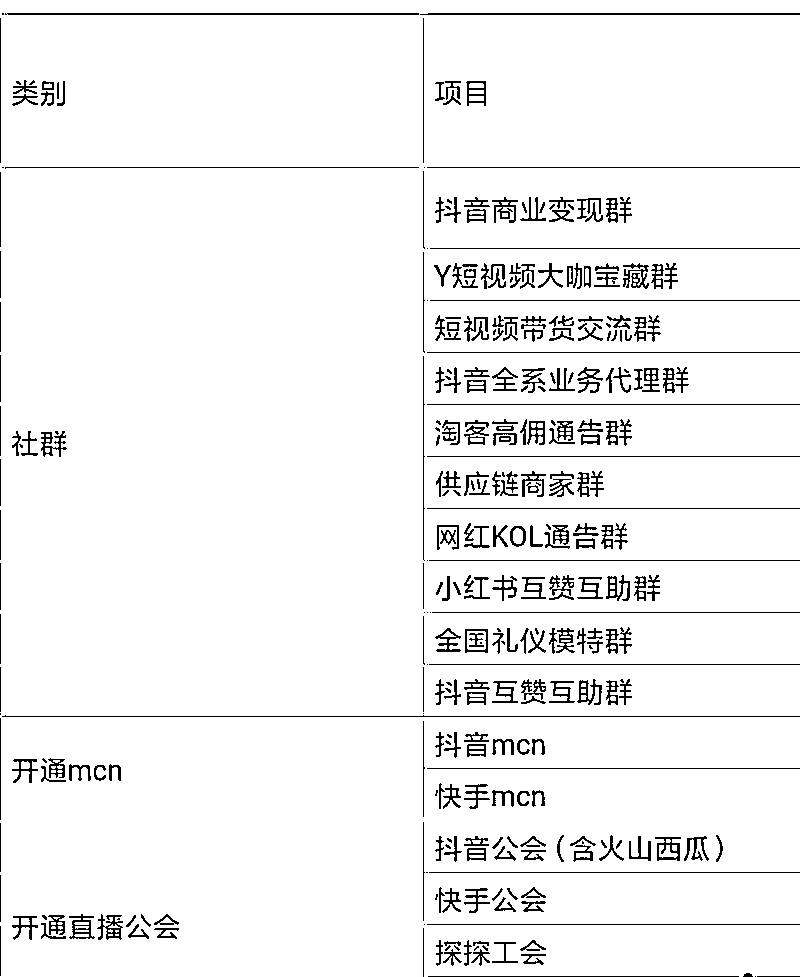 类别
项目
社群
抖音商业变现群
Y短视频大咖宝藏群
短视频带货交流群
抖音全系业务代理群
淘客高佣通告群
供应链商家群
网红KOL通告群
小红书互赞互助群
全国礼仪模特群
抖音互赞互助群
开通mcn
抖音mcn
快手mcn
开通直播公会
抖音公会（含火山西瓜）
快手公会
探探工会